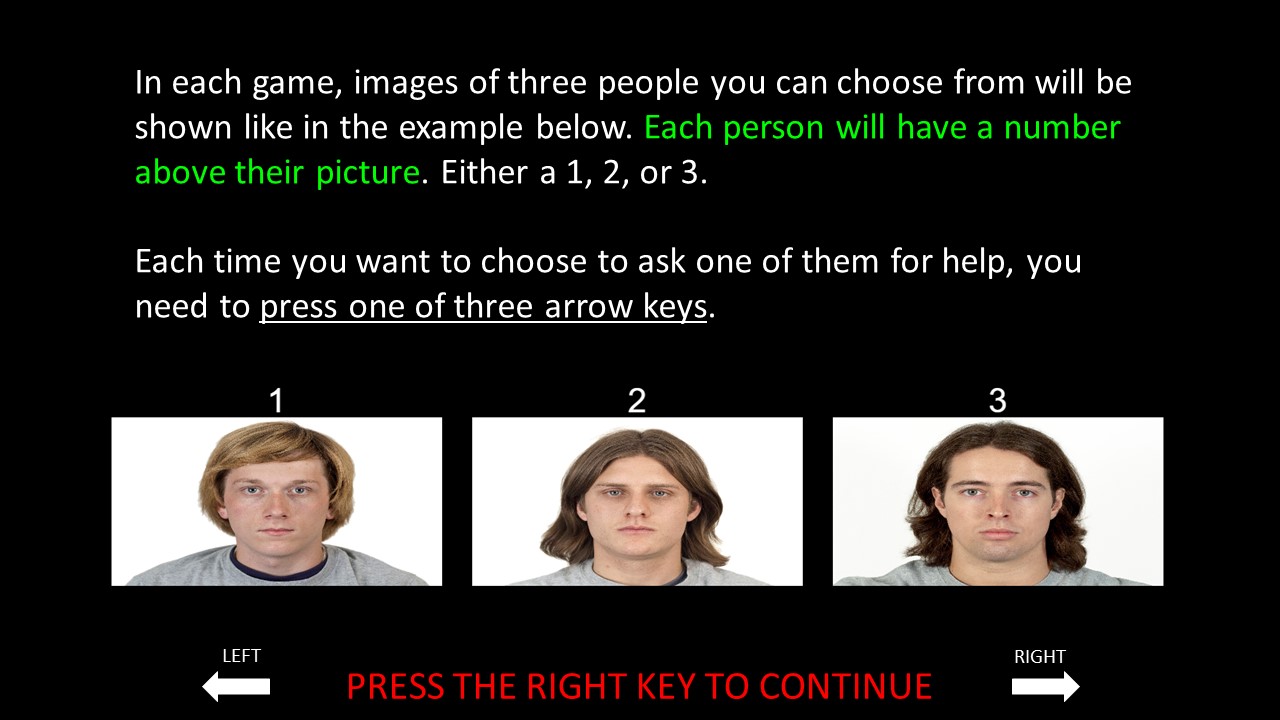 In each game, images of three people you can choose from will be
shown like in the example below. Each person will have a number
above their picture. Either a 1, 2, or 3.
Each time you want to choose to ask one of them for help, you
need to press one of three arrow keys.
1 2 3
LEFT RIGHT
PRESS THE RIGHT KEY TO CONTINUE